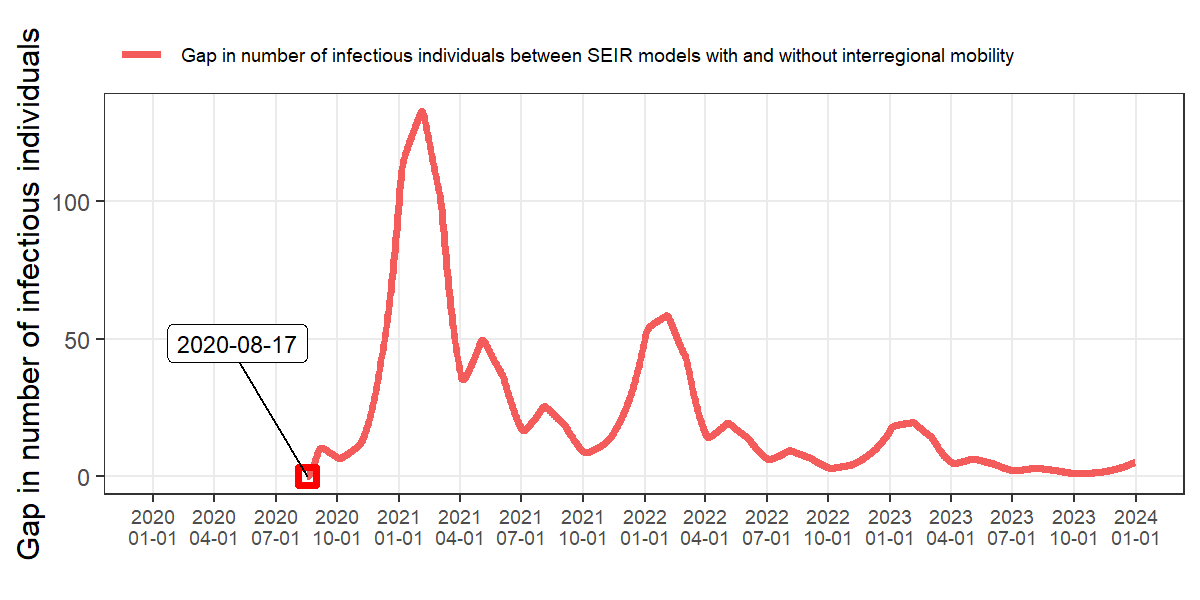 Gap in number of infectious individuals between SEIR models with and without interregional mobility
Gap in number of infectious individuals
100
50
0
2020-08-17
2020 2020 2020 2020 2021 2021 2021 2021 2022 2022 2022 2022 2023 2023 2023 2023 2024
01-01 04-01 07-01 10-01 01-01 04-01 07-01 10-01 01-01 04-01 07-01 10-01 01-01 04-01 07-01 10-01 01-01